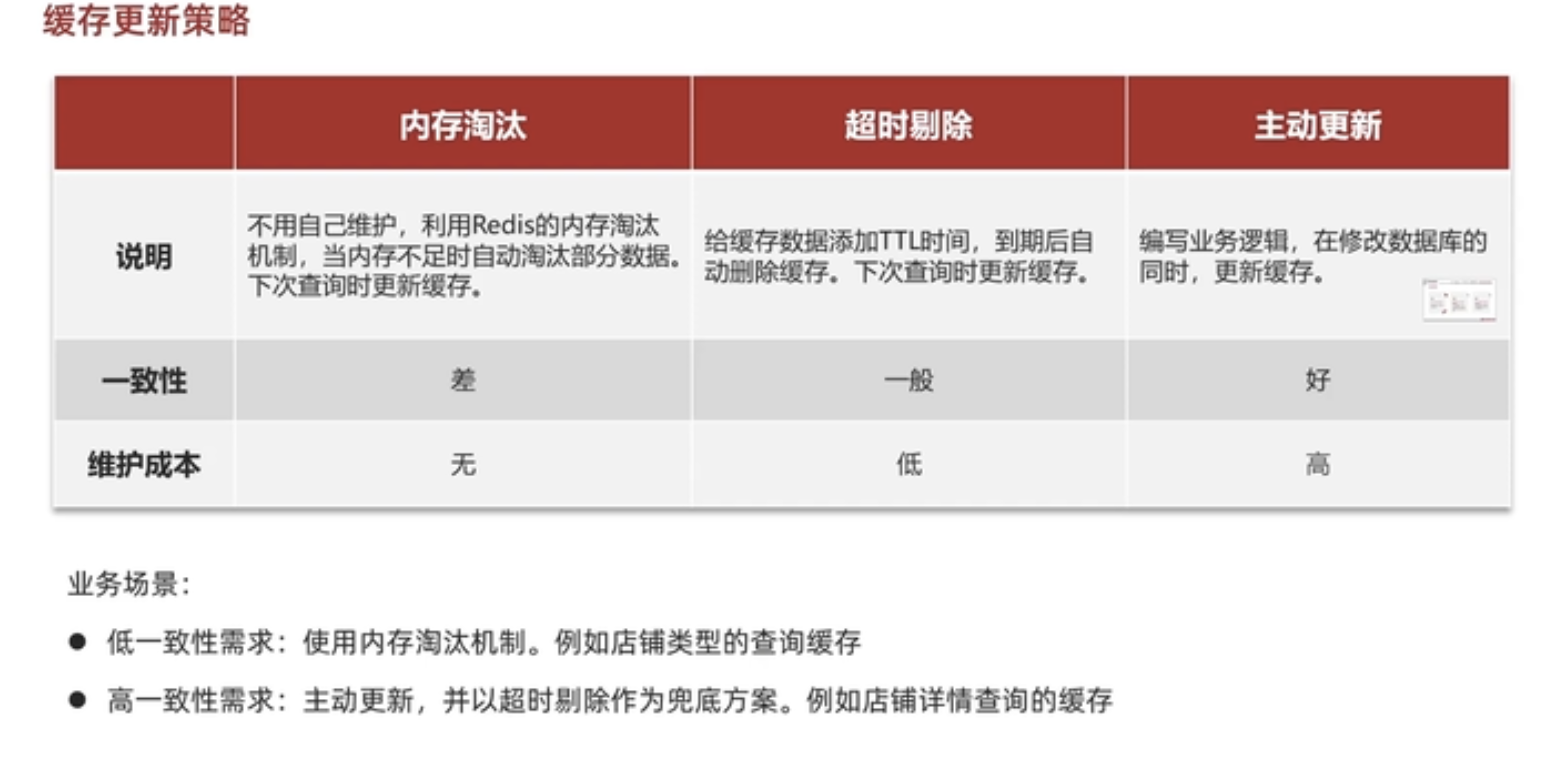 缓存更新策略
内存淘汰
超时剔除
主动更新
说明
不用自己维护，利用Redis的内存淘汰
机制，当内存不足时自动淘汰部分数据。
下次查询时更新缓存。
给缓存数据添加TTL时间，到期后自
动删除缓存。下次查询时更新缓存。
编写业务逻辑，在修改数据库的
同时，更新缓存。
一致性
差
一般
好
维护成本
无
低
高
业务场景：
● 低一致性需求：使用内存淘汰机制。例如店铺类型的查询缓存
● 高一致性需求：主动更新，并以超时剔除作为兜底方案。例如店铺详情查询的缓存